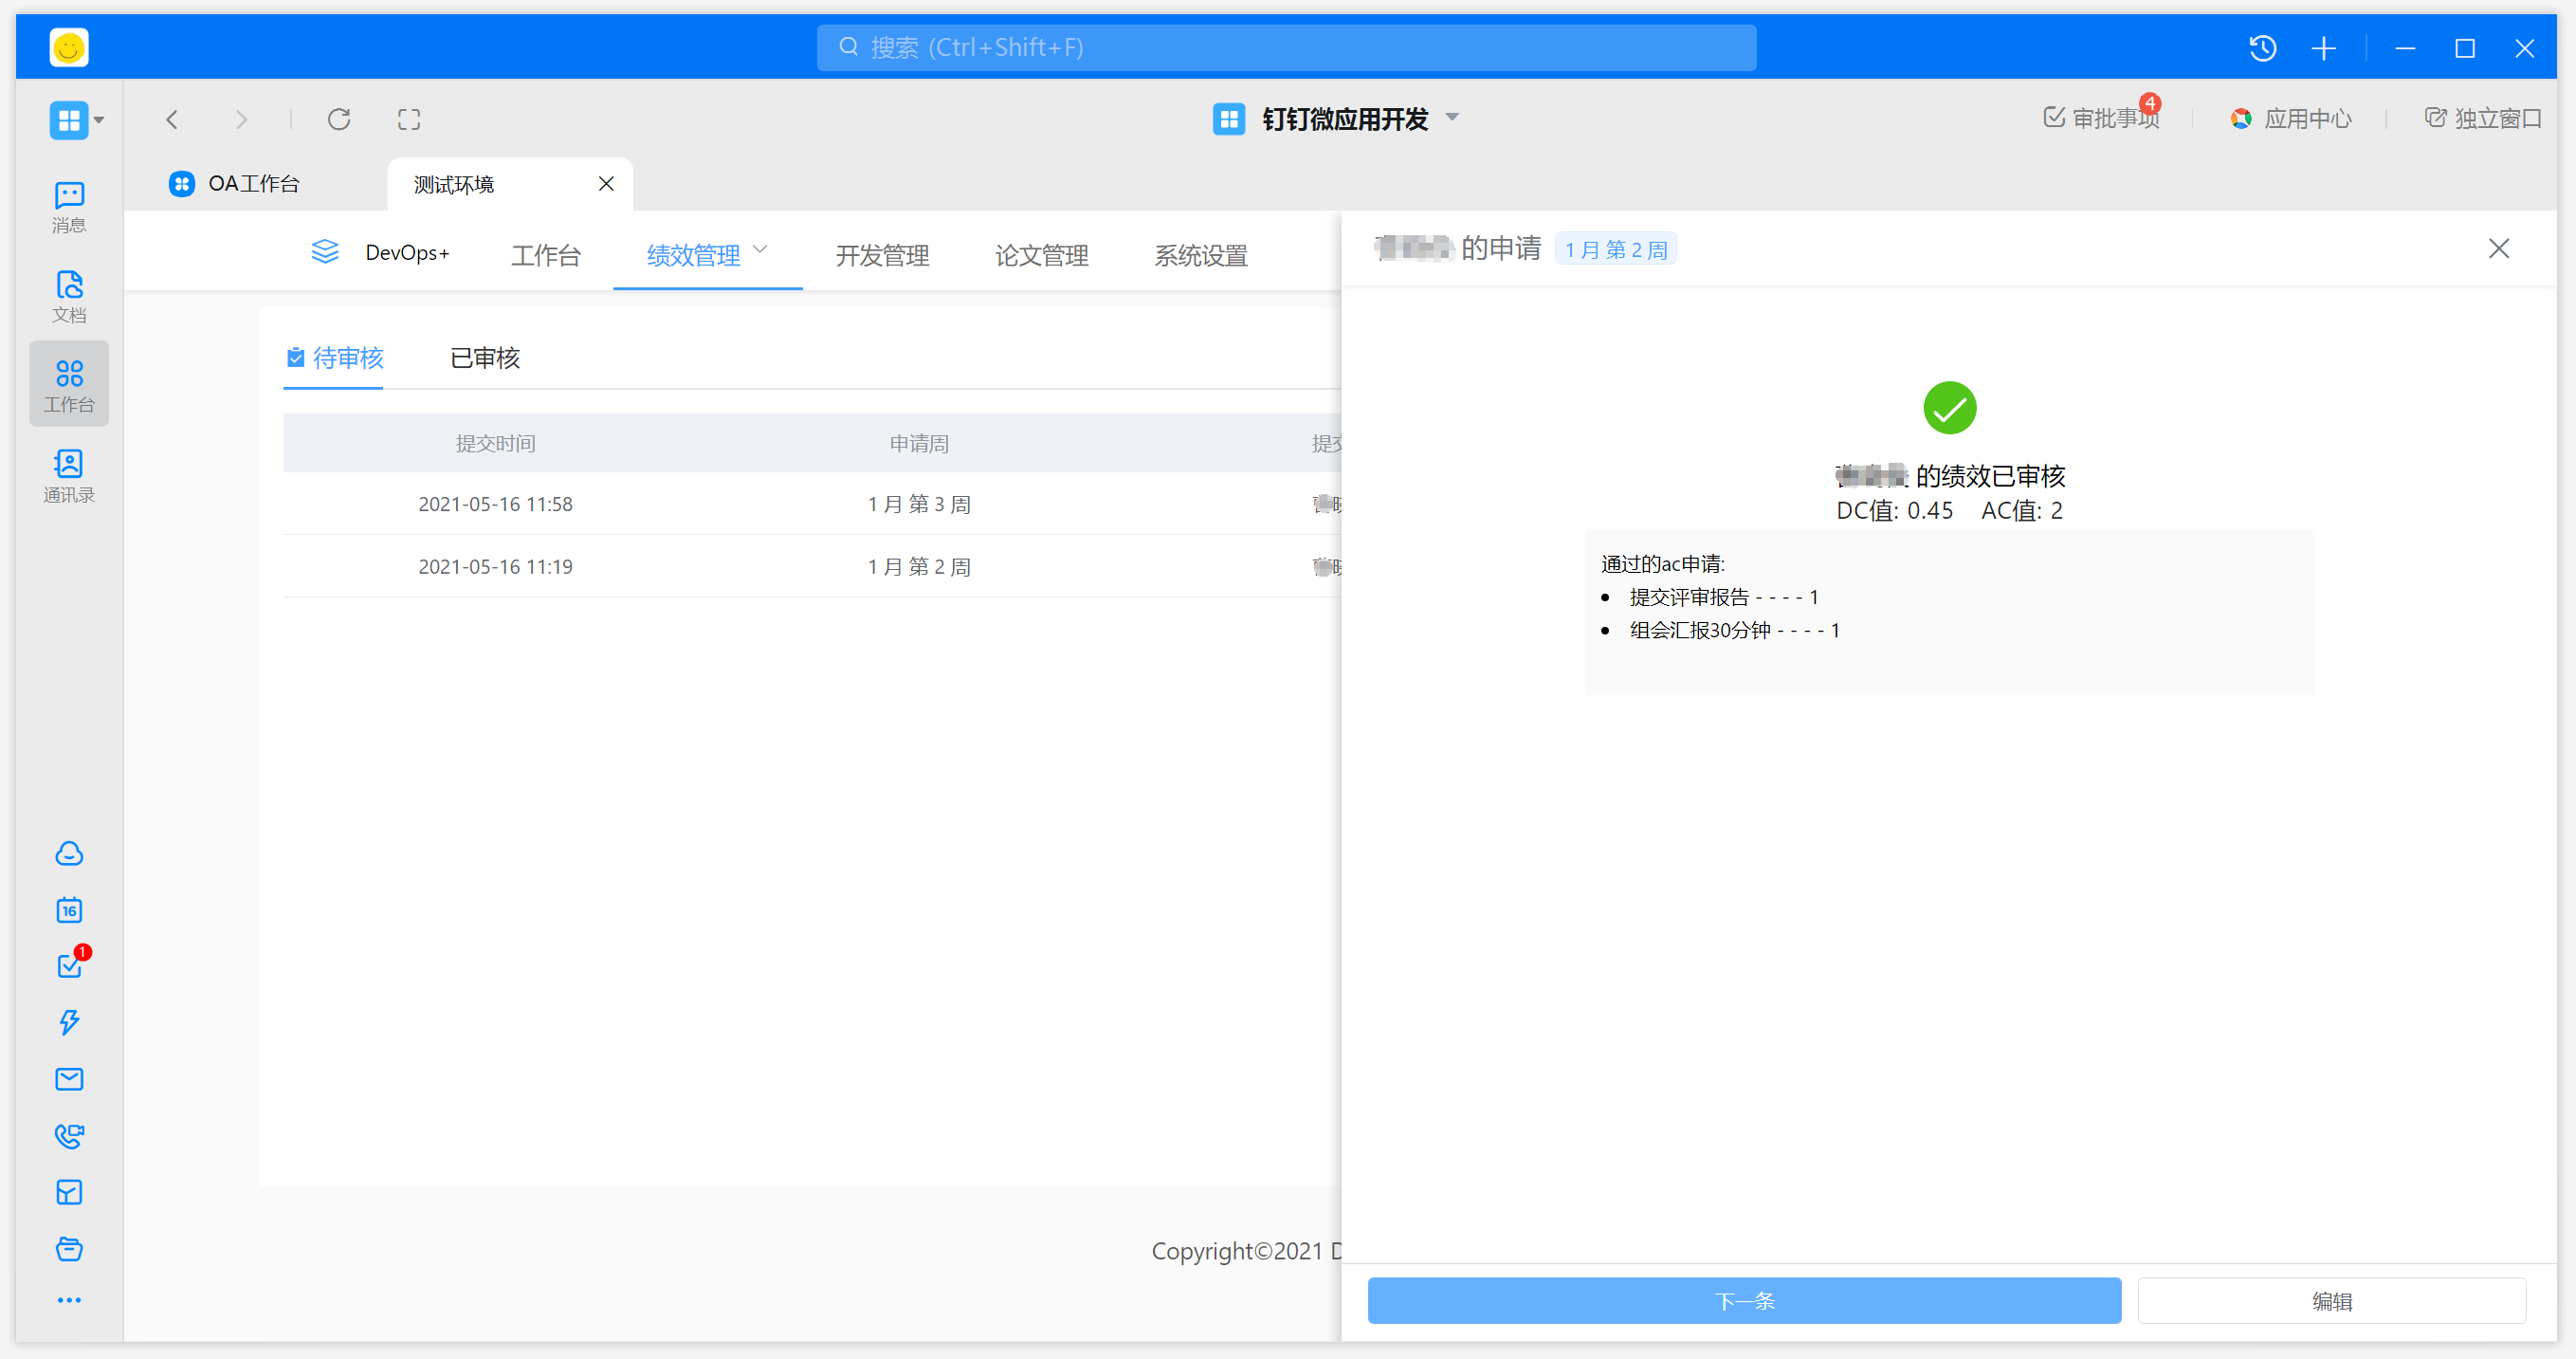 搜索 (Ctrl+Shift+F)
钉钉微应用开发
审批事项
4
应用中心
独立窗口
OA工作台
测试环境
消息
文档
工作台
通讯录
16
1
DevOps+
工作台
绩效管理
开发管理
论文管理
系统设置
待审核
已审核
提交时间
申请周
提交
2021-05-16 11:58
1 月 第 3 周
2021-05-16 11:19
1 月 第 2 周
Copyright©2021 D
的申请
1 月 第 2 周
的绩效已审核
DC值: 0.45
AC值: 2
通过的ac申请:
• 提交评审报告 - - - - 1
• 组会汇报30分钟 - - - - 1
下一条
编辑